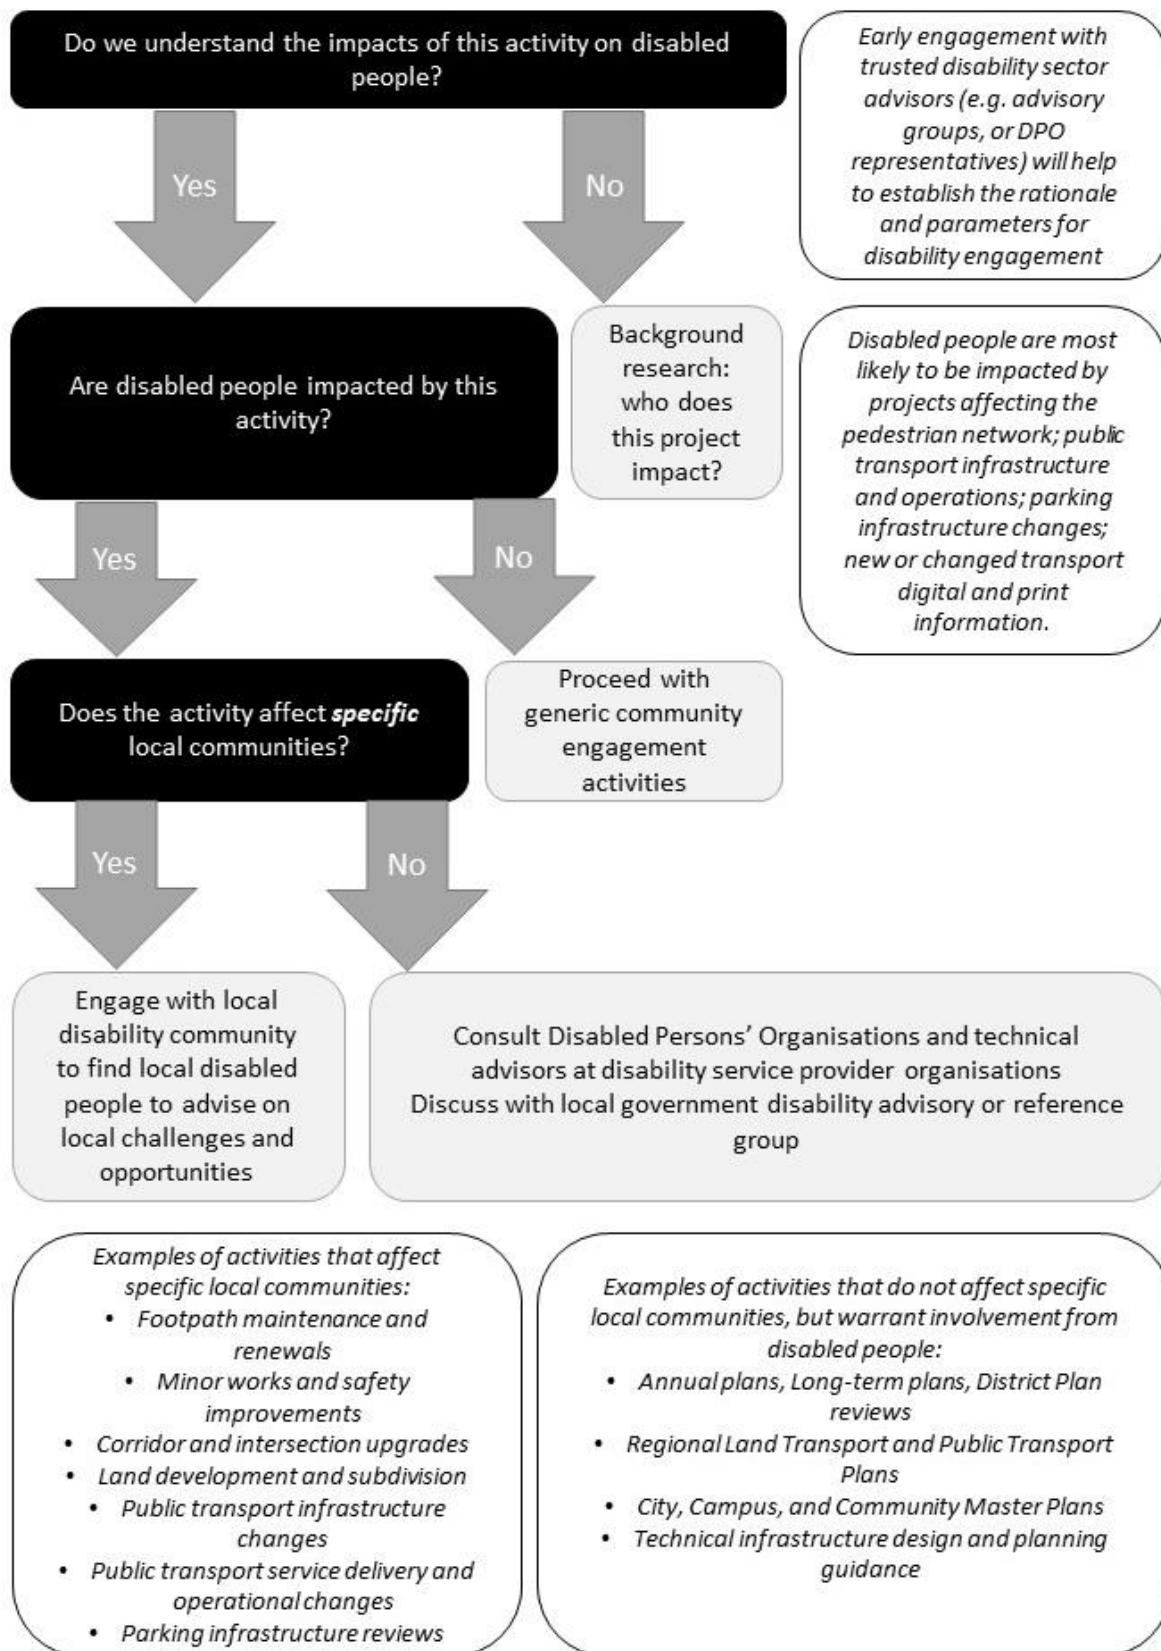 Do we understand the impacts of this activity on disabled
people?
Early engagement with
trusted disability sector
advisors (e.g. advisory
groups, or DPO
representatives) will help
to establish the rationale
and parameters for
disability engagement
Yes
No
Are disabled people impacted by this
activity?
Background
research:
who does
this project
impact?
Disabled people are most
likely to be impacted by
projects affecting the
pedestrian network; public
transport infrastructure
and operations; parking
infrastructure changes;
new or changed transport
digital and print
information.
Yes
No
Does the activity affect specific
local communities?
Proceed with
generic community
engagement
activities
Yes
No
Engage with local
disability community
to find local disabled
people to advise on
local challenges and
opportunities
Consult Disabled Persons’ Organisations and technical
advisors at disability service provider organisations
Discuss with local government disability advisory or reference
group
Examples of activities that affect
specific local communities:
• Footpath maintenance and
renewals
• Minor works and safety
improvements
• Corridor and intersection upgrades
• Land development and subdivision
• Public transport infrastructure
changes
• Public transport service delivery and
operational changes
• Parking infrastructure reviews
Examples of activities that do not affect specific
local communities, but warrant involvement from
disabled people:
• Annual plans, Long-term plans, District Plan
reviews
• Regional Land Transport and Public Transport
Plans
• City, Campus, and Community Master Plans
• Technical infrastructure design and planning
guidance